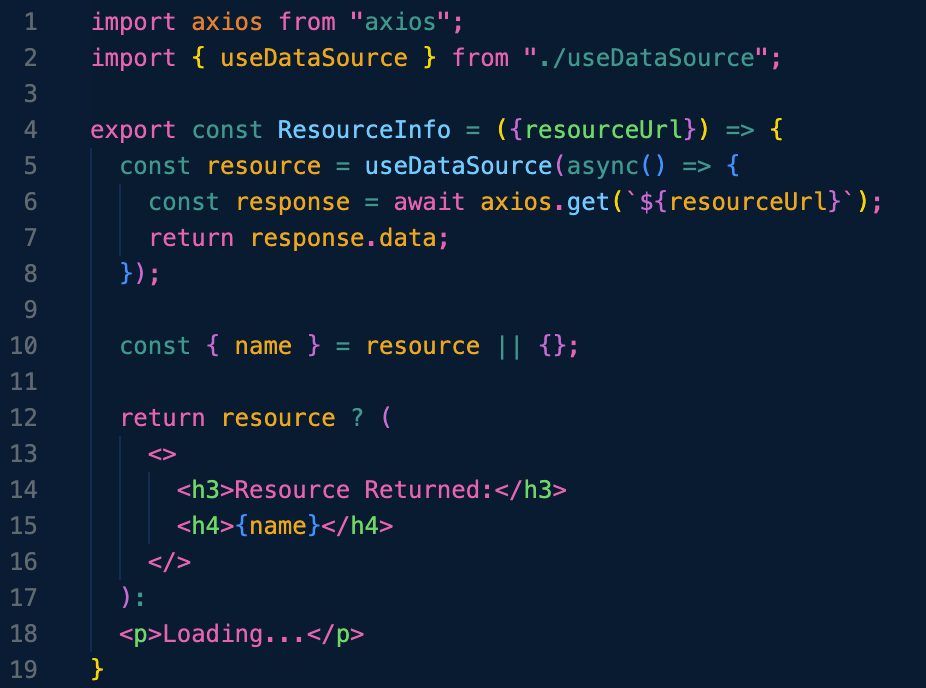 1 import axios from "axios";
2 import { useDataSource } from "./useDataSource";
3
4 export const ResourceInfo = ({resourceUrl}) => {
5   const resource = useDataSource(async() => {
6     const response = await axios.get(`${resourceUrl}`);
7     return response.data;
8   });
9
10   const { name } = resource || {};
11
12   return resource ? (
13     <>
14       <h3>Resource Returned:</h3>
15       <h4>{name}</h4>
16     </>
17   ):
18   <p>Loading...</p>
19 }